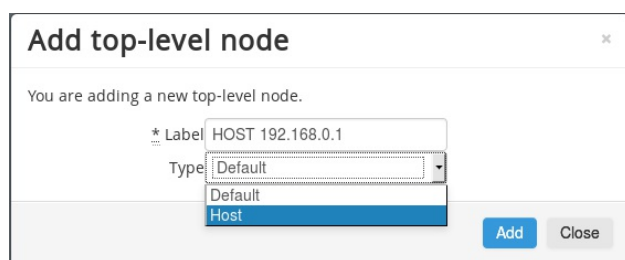 Add top-level node
×
You are adding a new top-level node.
* Label HOST 192.168.0.1
Type Default
Default
Host
Add Close